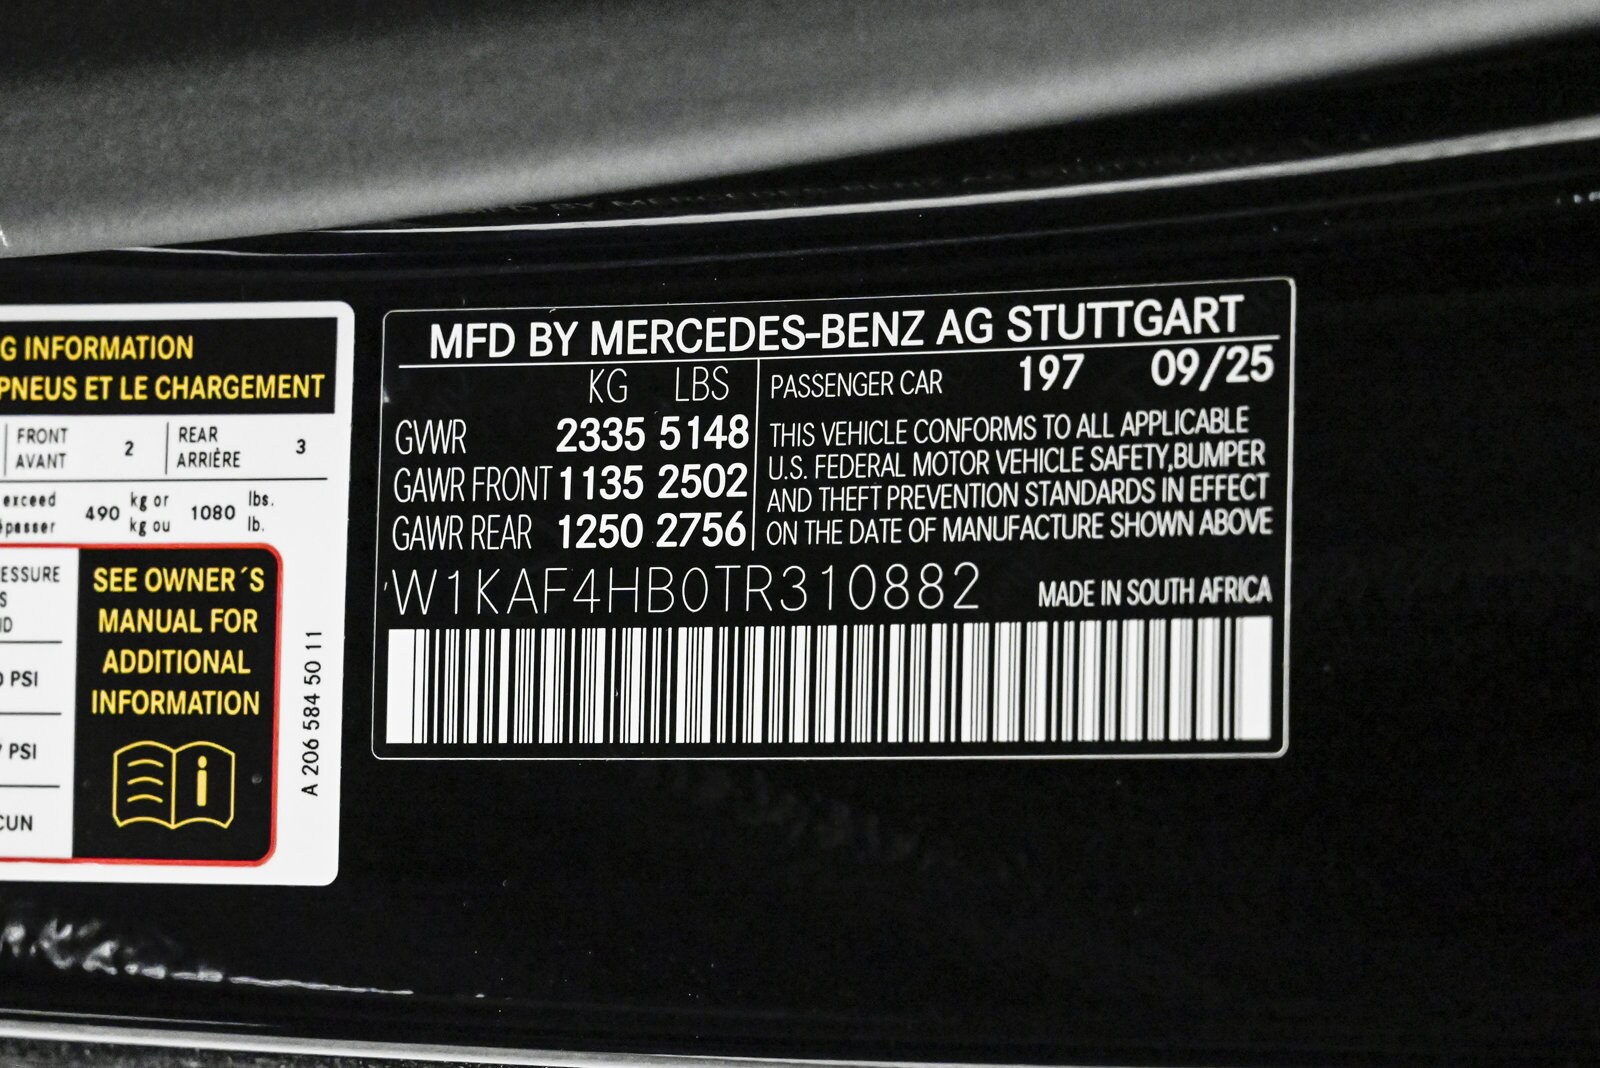 G INFORMATION
PNEUS ET LE CHARGEMENT
FRONT 2 REAR 3
AVANT ARRIÈRE
exceed 490 kg or 1080 lbs.
épasser kg ou lb.
ESSURE
S
ID
PSI
PSI
CUN
SEE OWNER´S
MANUAL FOR
ADDITIONAL
INFORMATION
i
A 206 584 50 11
MFD BY MERCEDES-BENZ AG STUTTGART
KG LBS
GVWR 2335 5148
GAWR FRONT 1135 2502
GAWR REAR 1250 2756
PASSENGER CAR 197 09/25
THIS VEHICLE CONFORMS TO ALL APPLICABLE
U.S. FEDERAL MOTOR VEHICLE SAFETY,BUMPER
AND THEFT PREVENTION STANDARDS IN EFFECT
ON THE DATE OF MANUFACTURE SHOWN ABOVE
W1KAF4HB0TR310882 MADE IN SOUTH AFRICA